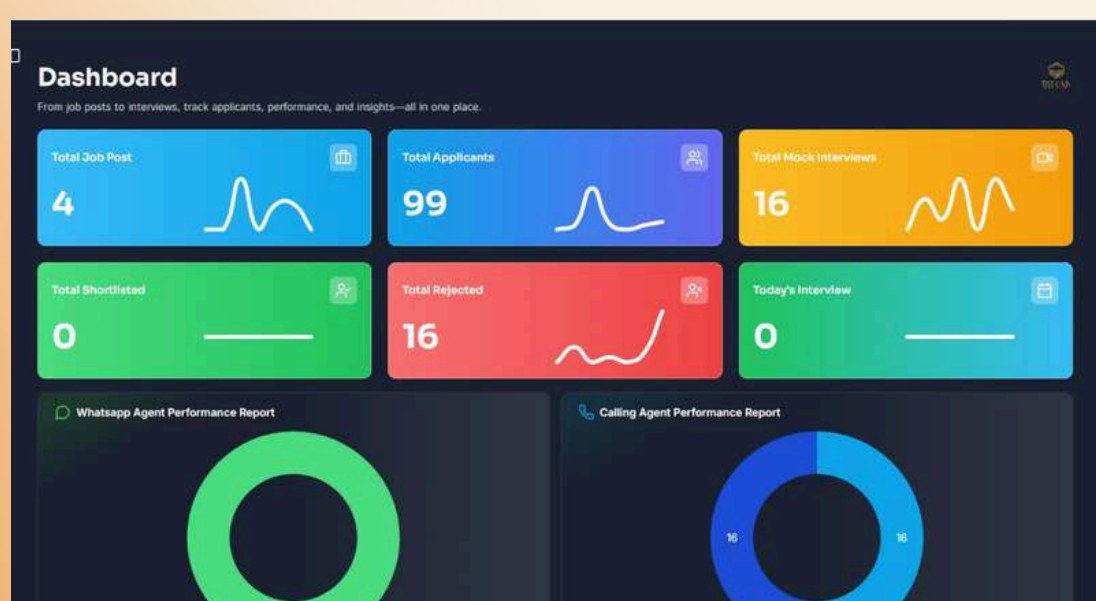 Dashboard
From job posts to interviews, track applicants, performance, and insights—all in one place.
Total Job Post
4
Total Applicants
99
Total Mock Interviews
16
Total Shortlisted
0
Total Rejected
16
Today's Interview
0
Whatsapp Agent Performance Report
Calling Agent Performance Report
16
16